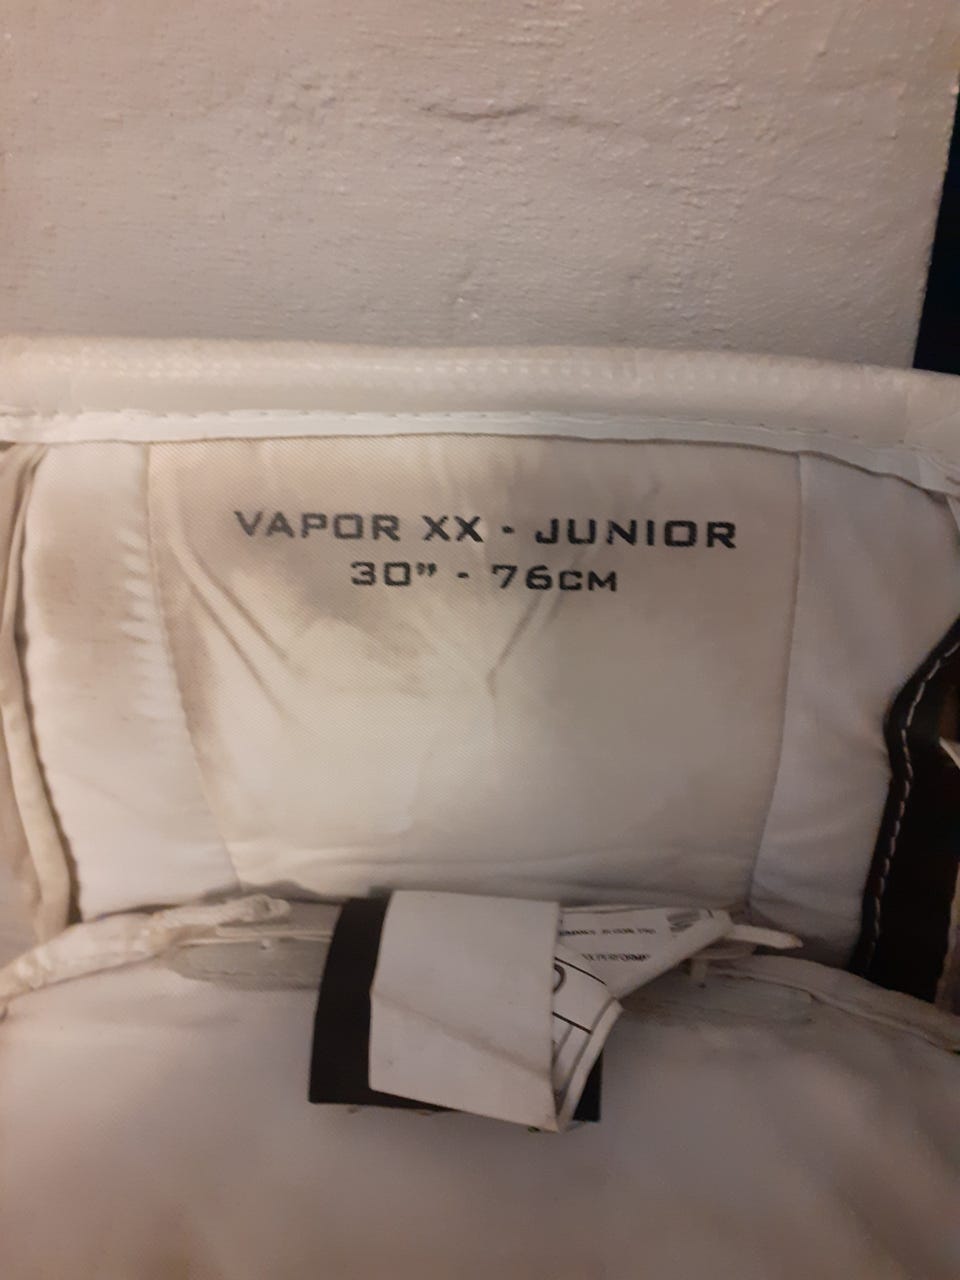 VAPOR XX - JUNIOR
30" - 76CM